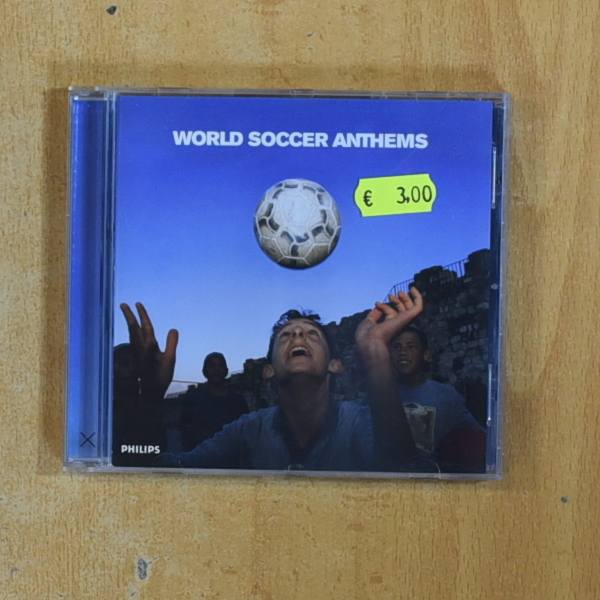 WORLD SOCCER ANTHEMS
€ 3,00
PHILIPS